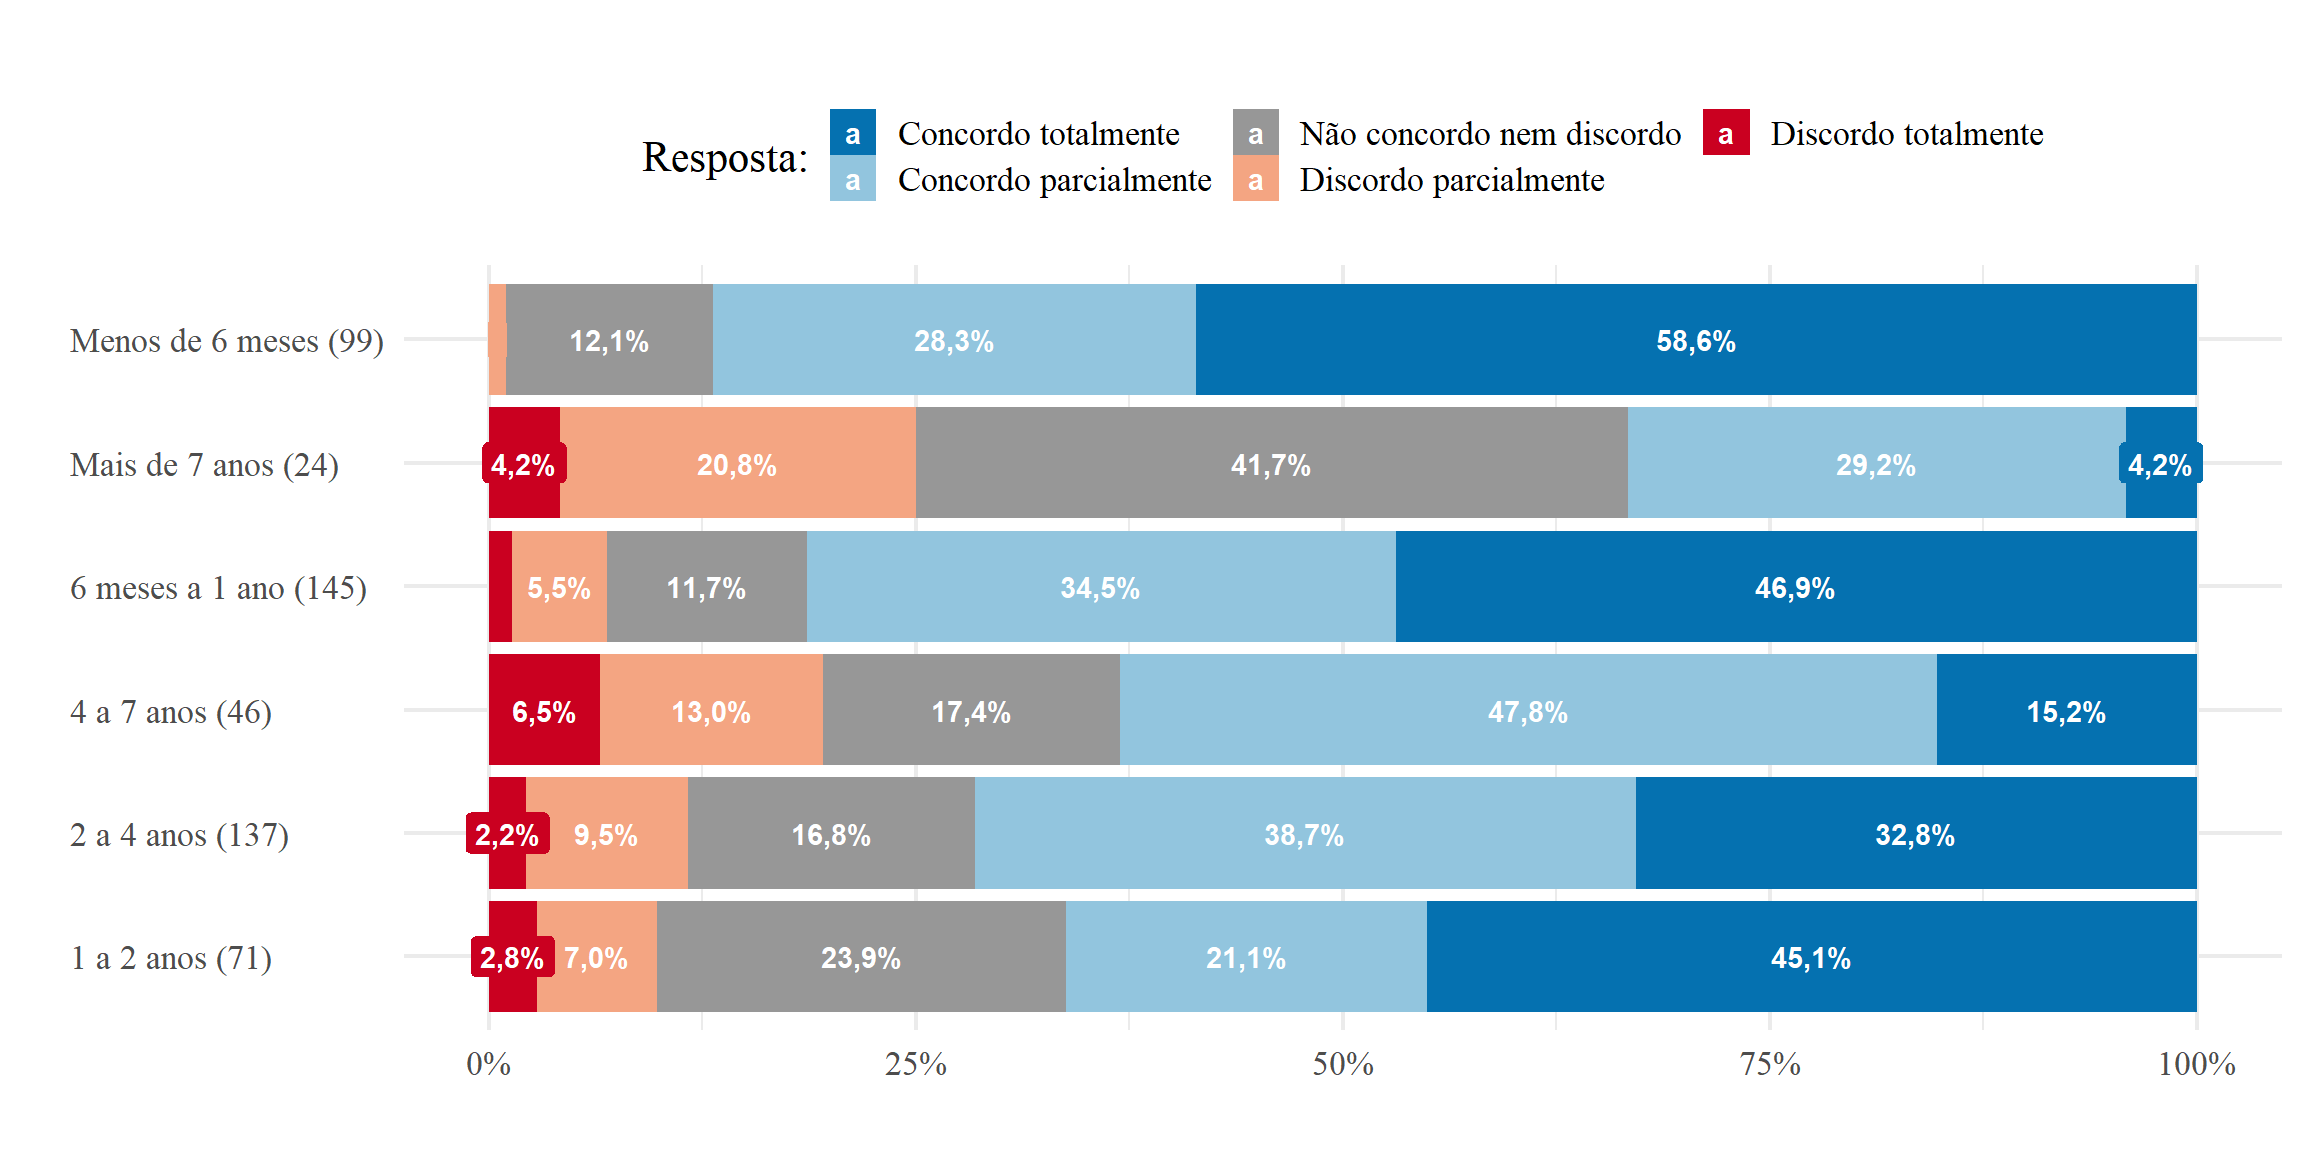 Resposta:
a Concordo totalmente
a Concordo parcialmente
a Não concordo nem discordo
a Discordo parcialmente
a Discordo totalmente
Menos de 6 meses (99) 12,1% 28,3% 58,6%
Mais de 7 anos (24) 4,2% 20,8% 41,7% 29,2% 4,2%
6 meses a 1 ano (145) 5,5% 11,7% 34,5% 46,9%
4 a 7 anos (46) 6,5% 13,0% 17,4% 47,8% 15,2%
2 a 4 anos (137) 2,2% 9,5% 16,8% 38,7% 32,8%
1 a 2 anos (71) 2,8% 7,0% 23,9% 21,1% 45,1%
0% 25% 50% 75% 100%